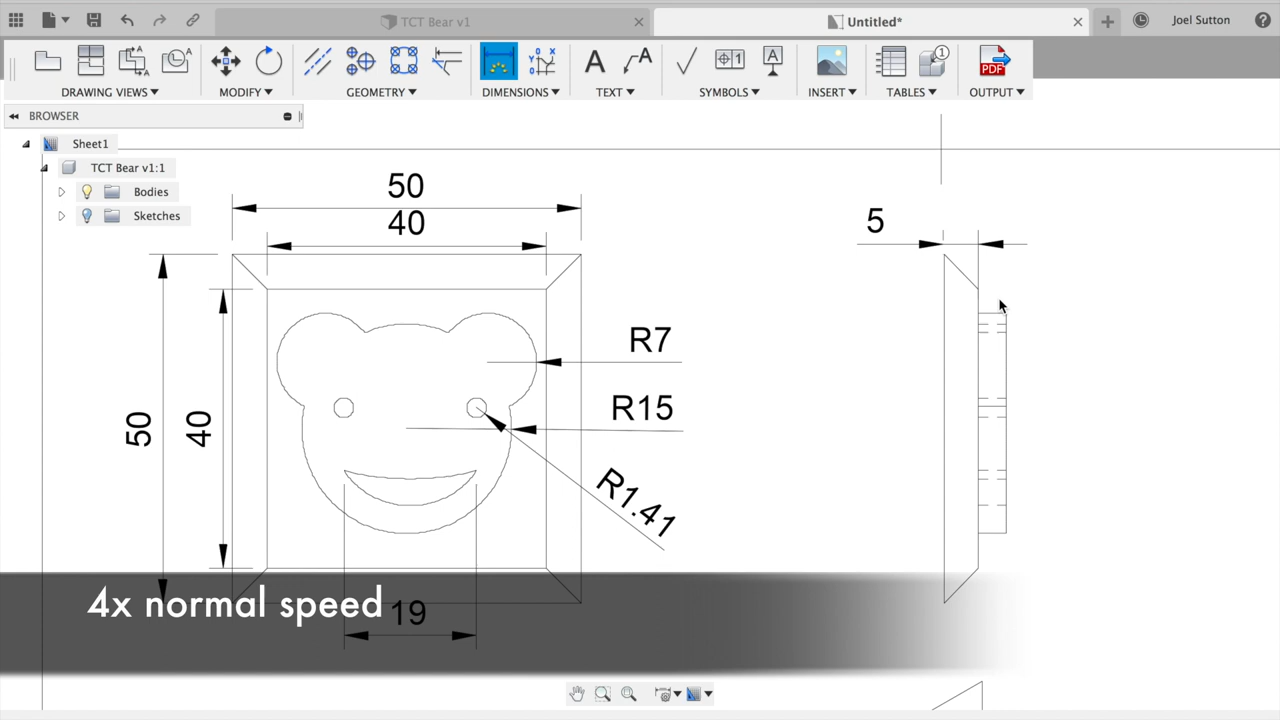 TCT Bear v1
Untitled*
Joel Sutton
DRAWING VIEWS
MODIFY
GEOMETRY
DIMENSIONS
TEXT
SYMBOLS
INSERT
TABLES
OUTPUT
BROWSER
Sheet1
TCT Bear v1:1
Bodies
Sketches
50
40
5
R7
R15
R1.41
50
40
19
4x normal speed
PDF
1
1
A
A
A